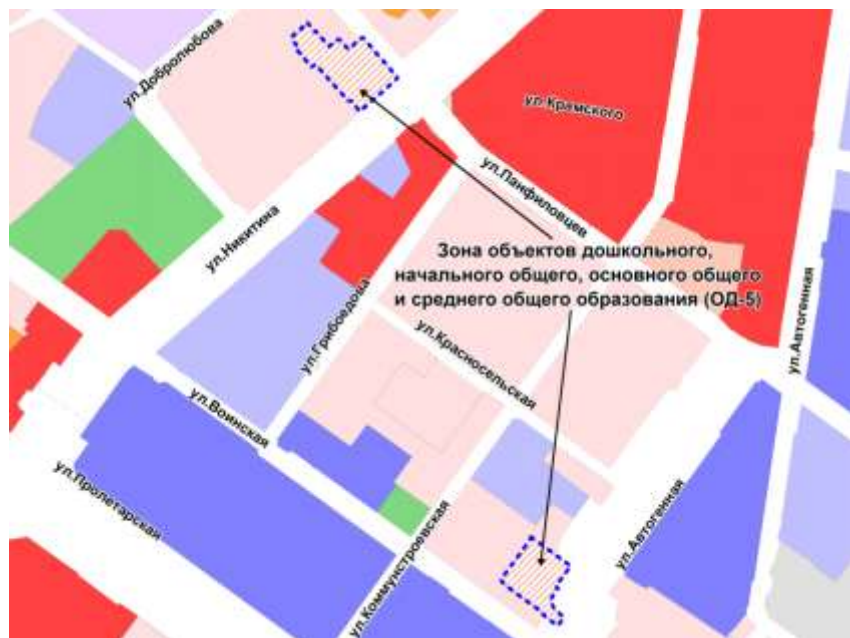 ул.Добролюбова
ул.Крамского
ул.Панфиловцев
ул.Никитина
Зона объектов дошкольного,
начального общего, основного общего
и среднего общего образования (ОД-5)
ул.Грибоедова
ул.Автогенная
ул.Красносельская
ул.Воинская
ул.Пролетарская
ул.Автогенная
ул.Коммунстроевская